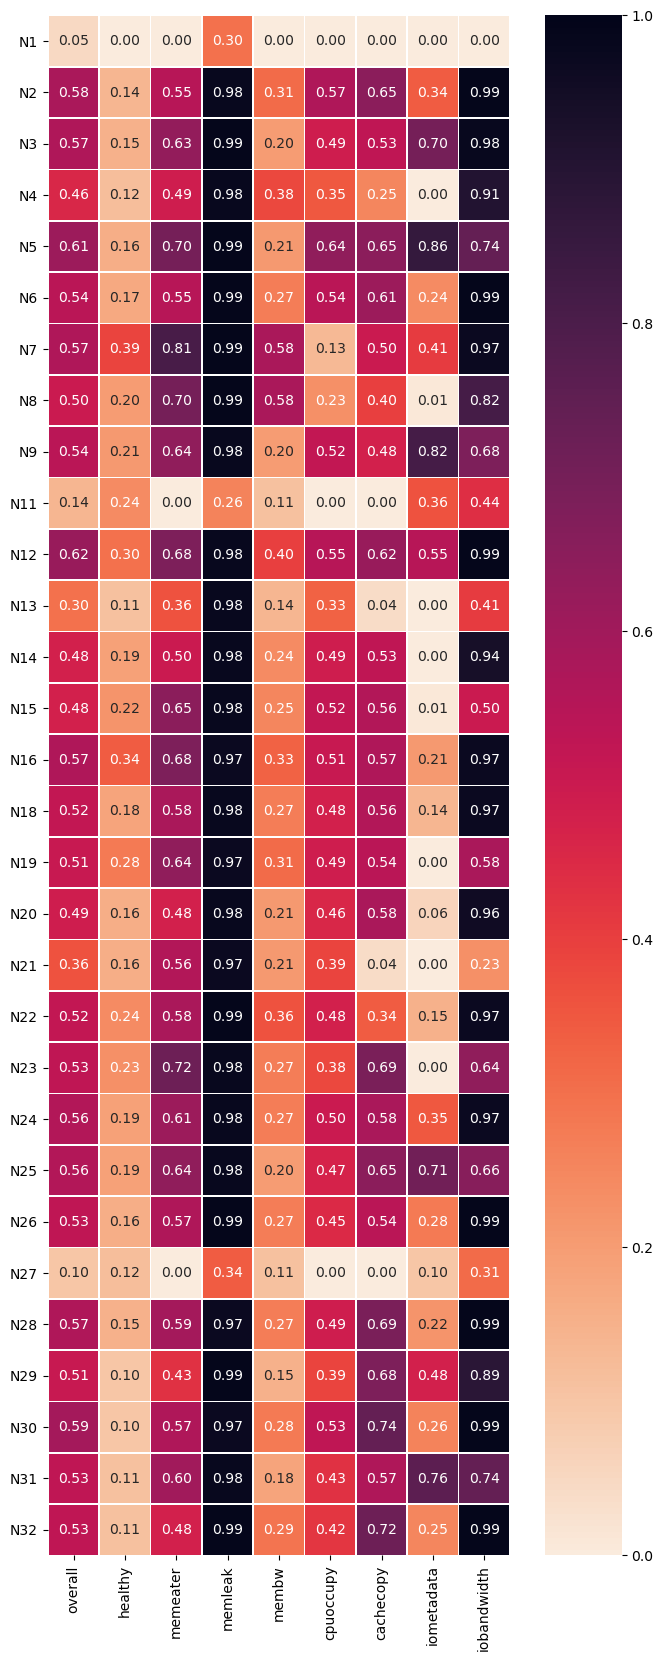 N1 0.05 0.00 0.00 0.30 0.00 0.00 0.00 0.00 0.00
N2 0.58 0.14 0.55 0.98 0.31 0.57 0.65 0.34 0.99
N3 0.57 0.15 0.63 0.99 0.20 0.49 0.53 0.70 0.98
N4 0.46 0.12 0.49 0.98 0.38 0.35 0.25 0.00 0.91
N5 0.61 0.16 0.70 0.99 0.21 0.64 0.65 0.86 0.74
N6 0.54 0.17 0.55 0.99 0.27 0.54 0.61 0.24 0.99
N7 0.57 0.39 0.81 0.99 0.58 0.13 0.50 0.41 0.97
N8 0.50 0.20 0.70 0.99 0.58 0.23 0.40 0.01 0.82
N9 0.54 0.21 0.64 0.98 0.20 0.52 0.48 0.82 0.68
N11 0.14 0.24 0.00 0.26 0.11 0.00 0.00 0.36 0.44
N12 0.62 0.30 0.68 0.98 0.40 0.55 0.62 0.55 0.99
N13 0.30 0.11 0.36 0.98 0.14 0.33 0.04 0.00 0.41
N14 0.48 0.19 0.50 0.98 0.24 0.49 0.53 0.00 0.94
N15 0.48 0.22 0.65 0.98 0.25 0.52 0.56 0.01 0.50
N16 0.57 0.34 0.68 0.97 0.33 0.51 0.57 0.21 0.97
N18 0.52 0.18 0.58 0.98 0.27 0.48 0.56 0.14 0.97
N19 0.51 0.28 0.64 0.97 0.31 0.49 0.54 0.00 0.58
N20 0.49 0.16 0.48 0.98 0.21 0.46 0.58 0.06 0.96
N21 0.36 0.16 0.56 0.97 0.21 0.39 0.04 0.00 0.23
N22 0.52 0.24 0.58 0.99 0.36 0.48 0.34 0.15 0.97
N23 0.53 0.23 0.72 0.98 0.27 0.38 0.69 0.00 0.64
N24 0.56 0.19 0.61 0.98 0.27 0.50 0.58 0.35 0.97
N25 0.56 0.19 0.64 0.98 0.20 0.47 0.65 0.71 0.66
N26 0.53 0.16 0.57 0.99 0.27 0.45 0.54 0.28 0.99
N27 0.10 0.12 0.00 0.34 0.11 0.00 0.00 0.10 0.31
N28 0.57 0.15 0.59 0.97 0.27 0.49 0.69 0.22 0.99
N29 0.51 0.10 0.43 0.99 0.15 0.39 0.68 0.48 0.89
N30 0.59 0.10 0.57 0.97 0.28 0.53 0.74 0.26 0.99
N31 0.53 0.11 0.60 0.98 0.18 0.43 0.57 0.76 0.74
N32 0.53 0.11 0.48 0.99 0.29 0.42 0.72 0.25 0.99
overall healthy memeater memleak membw cpuoccupy cachecopy iometadata iobandwidth
1.0
0.8
0.6
0.4
0.2
0.0